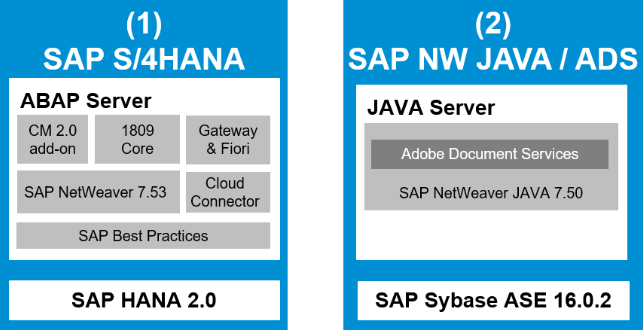 (1)
SAP S/4HANA
ABAP Server
CM 2.0
add-on
1809
Core
Gateway
& Fiori
SAP NetWeaver 7.53
Cloud
Connector
SAP Best Practices
SAP HANA 2.0
(2)
SAP NW JAVA / ADS
JAVA Server
Adobe Document Services
SAP NetWeaver JAVA 7.50
SAP Sybase ASE 16.0.2